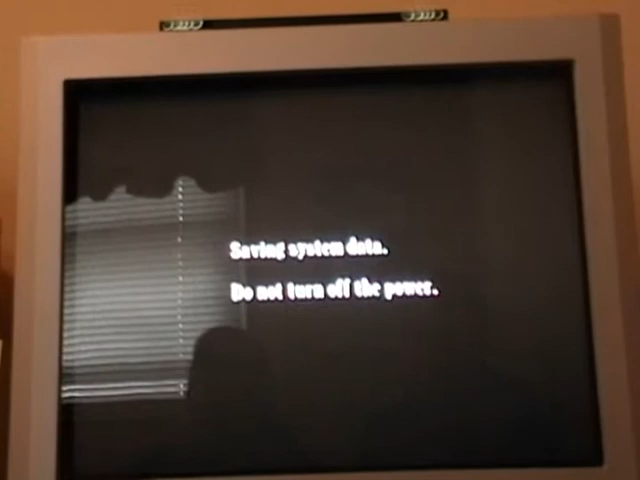 Saving system data.
Do not turn off the power.